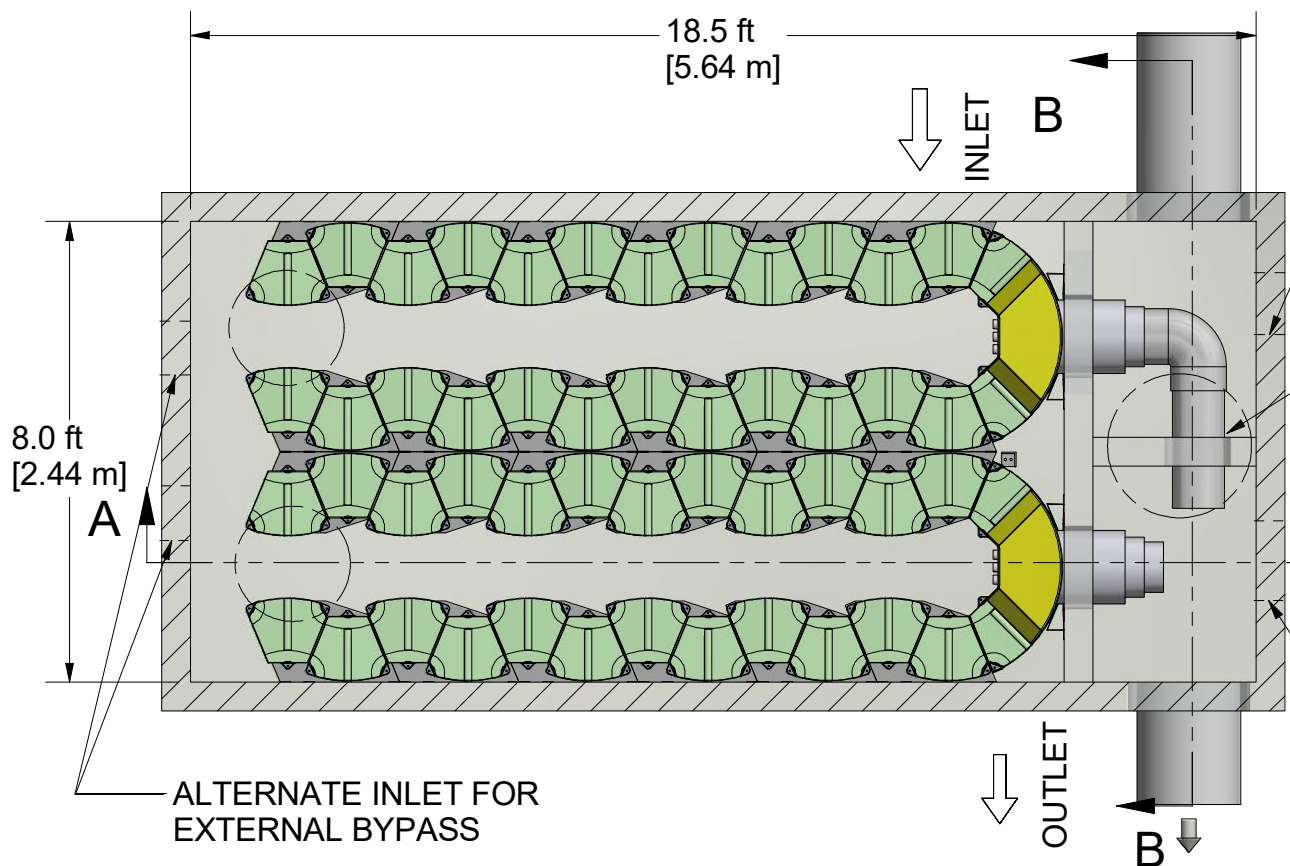 18.5 ft
[5.64 m]
INLET
B
8.0 ft
[2.44 m]
A
ALTERNATE INLET FOR
EXTERNAL BYPASS
OUTLET
B